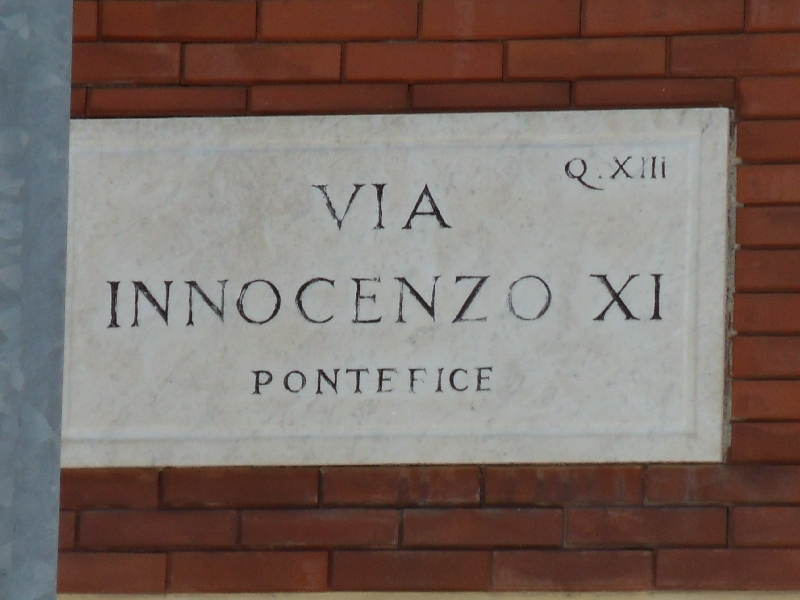 Q.XIII
VIA
INNOCENZO XI
PONTEFICE